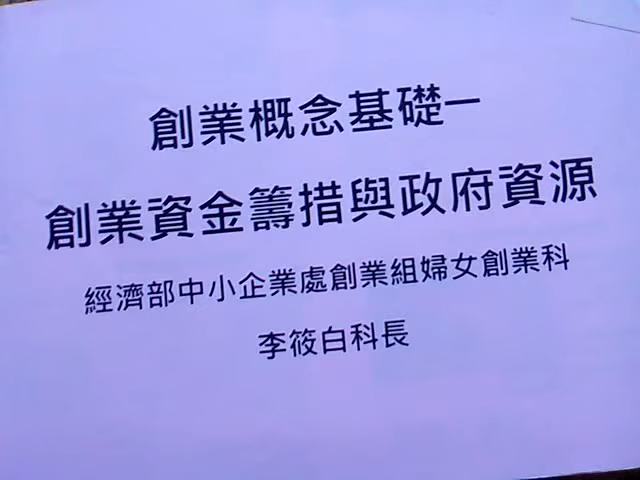 創業概念基礎—
創業資金籌措與政府資源
經濟部中小企業處創業組婦女創業科
李筱白科長